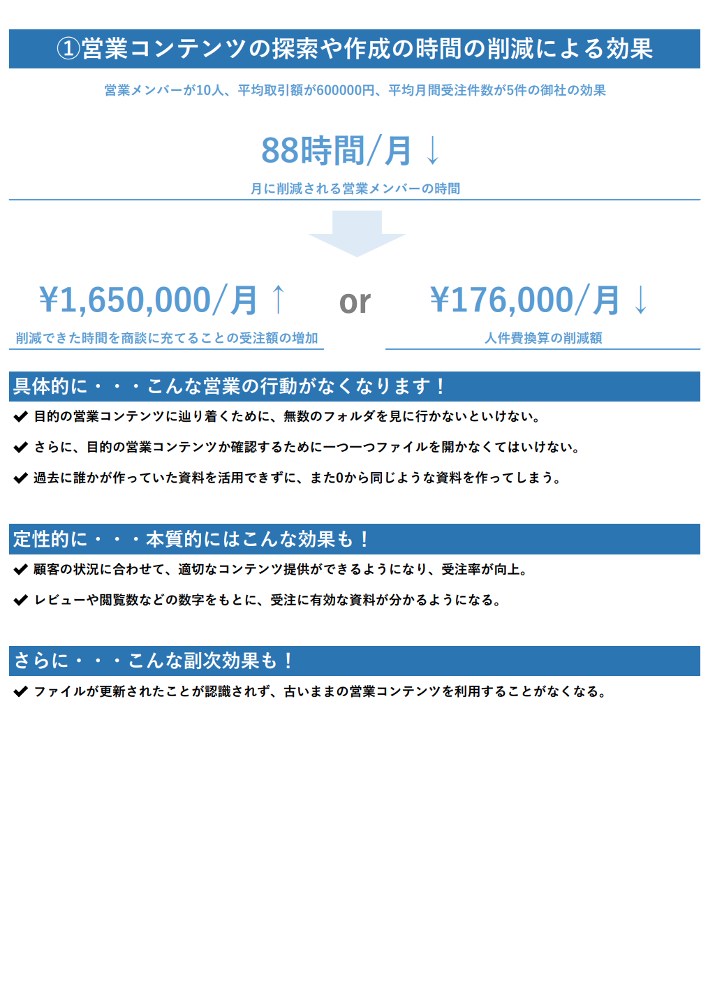 ①営業コンテンツの探索や作成の時間の削減による効果
営業メンバーが10人、平均取引額が600000円、平均月間受注件数が5件の御社の効果
88時間/月↓
月に削減される営業メンバーの時間
¥1,650,000/月↑ or ¥176,000/月↓
削減できた時間を商談に充てることの受注額の増加 人件費換算の削減額
具体的に・・・こんな営業の行動がなくなります！
✔ 目的の営業コンテンツに辿り着くために、無数のフォルダを見に行かないといけない。
✔ さらに、目的の営業コンテンツか確認するために一つ一つファイルを開かなくてはいけない。
✔ 過去に誰かが作っていた資料を活用できずに、また0から同じような資料を作ってしまう。
定性的に・・・本質的にはこんな効果も！
✔ 顧客の状況に合わせて、適切なコンテンツ提供ができるようになり、受注率が向上。
✔ レビューや閲覧数などの数字をもとに、受注に有効な資料が分かるようになる。
さらに・・・こんな副次効果も！
✔ ファイルが更新されたことが認識されず、古いままの営業コンテンツを利用することがなくなる。